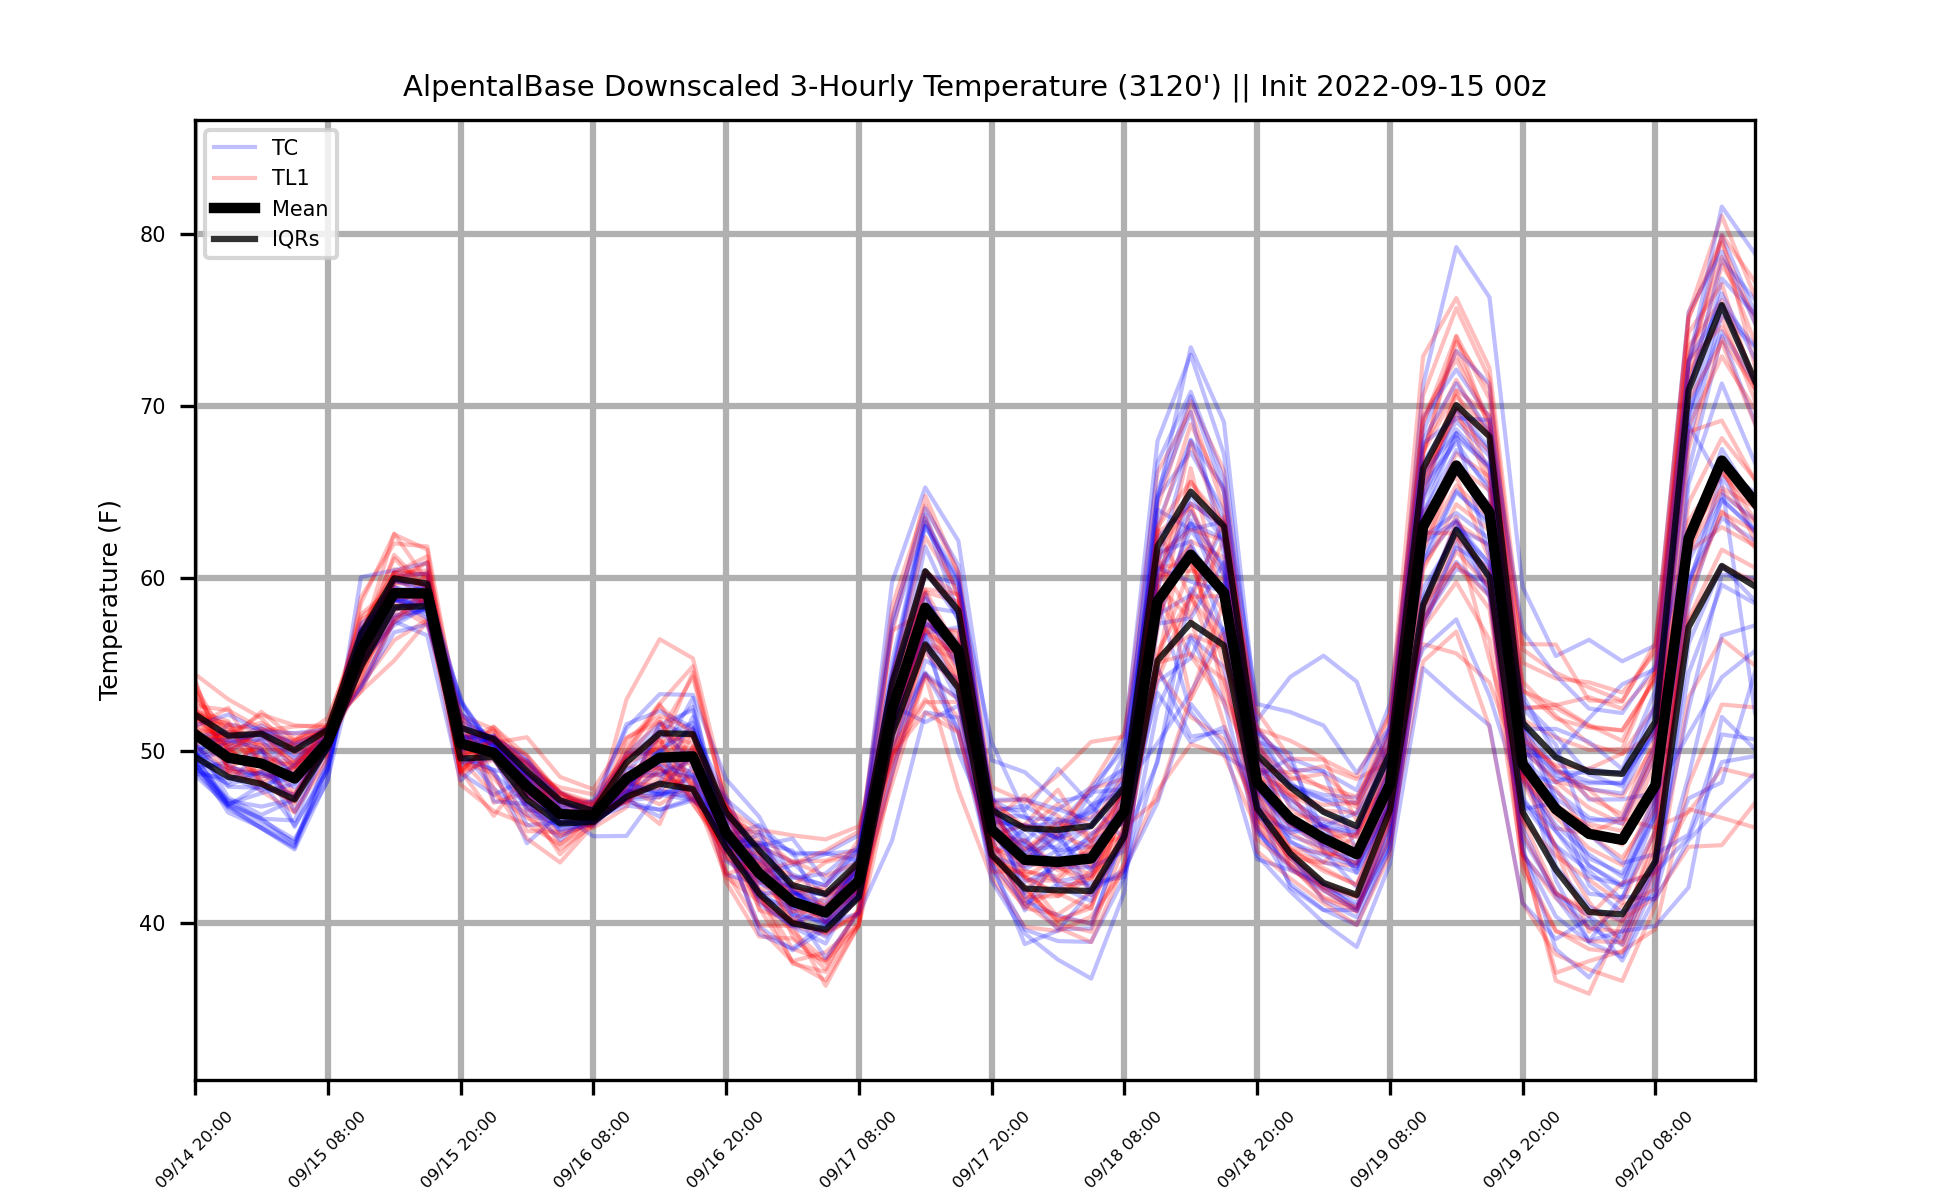 AlpentalBase Downscaled 3-Hourly Temperature (3120') || Init 2022-09-15 00z
TC
TL1
Mean
IQRs
Temperature (F)
80
70
60
50
40
09/14 20:00
09/15 08:00
09/15 20:00
09/16 08:00
09/16 20:00
09/17 08:00
09/17 20:00
09/18 08:00
09/18 20:00
09/19 08:00
09/19 20:00
09/20 08:00